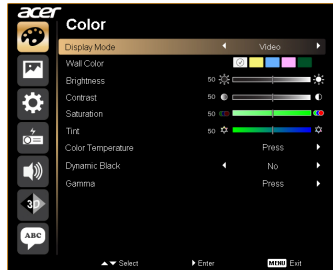 acer
Color
Display Mode Video
Wall Color
Brightness 50
Contrast 50
Saturation 50
Tint 50
Color Temperature Press
Dynamic Black No
Gamma Press
3D
ABC
Select Enter MENU Exit